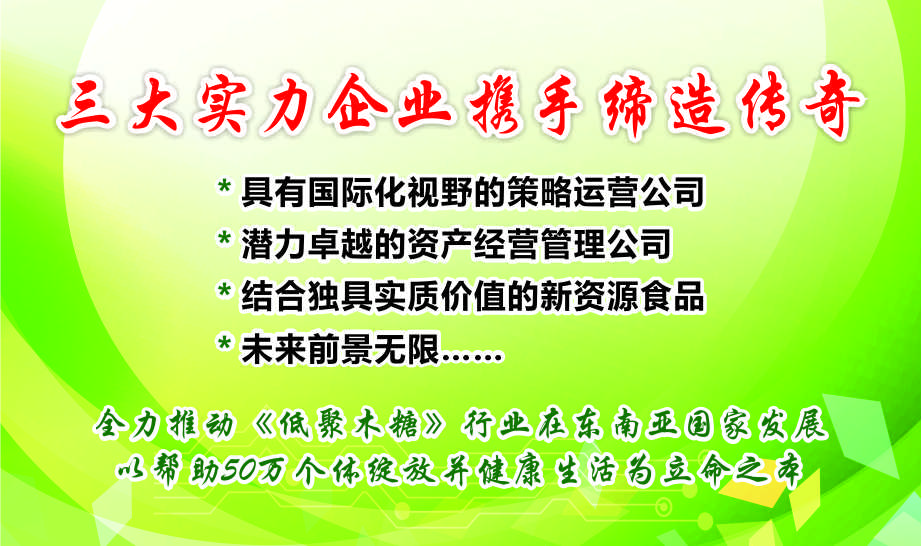 三大实力企业携手缔造传奇
* 具有国际化视野的策略运营公司
* 潜力卓越的资产经营管理公司
* 结合独具实质价值的新资源食品
* 未来前景无限……
全力推动《低聚木糖》行业在东南亚国家发展
以帮助50万个体绽放并健康生活为立命之本